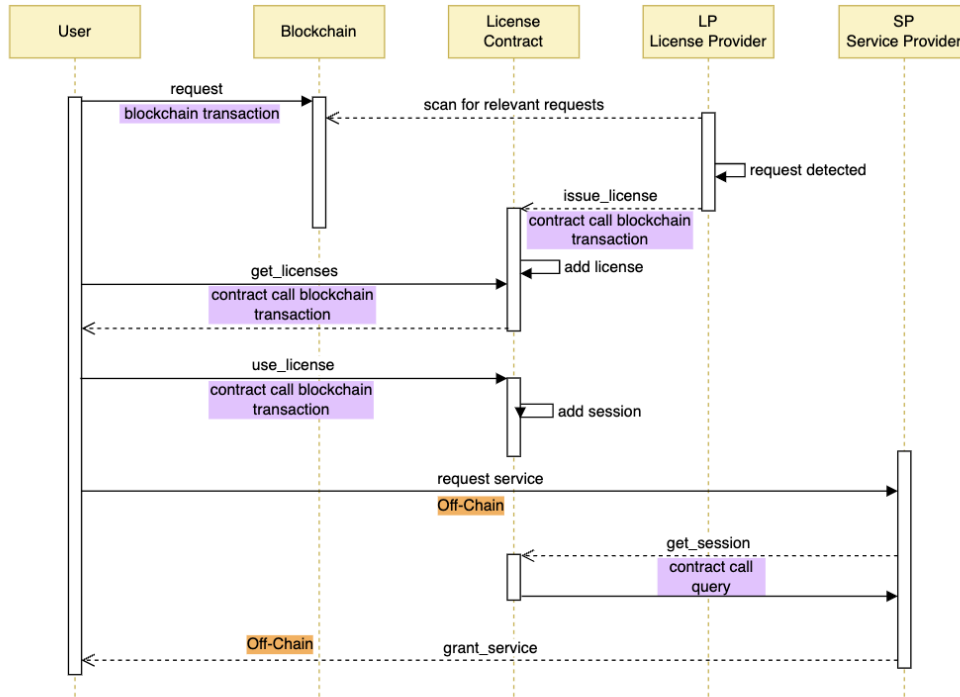 User
Blockchain
License
Contract
LP
License Provider
SP
Service Provider
request
blockchain transaction
scan for relevant requests
request detected
issue_license
contract call blockchain
transaction
add license
get_licenses
contract call blockchain
transaction
use_license
contract call blockchain
transaction
add session
request service
Off-Chain
get_session
contract call
query
Off-Chain
grant_service